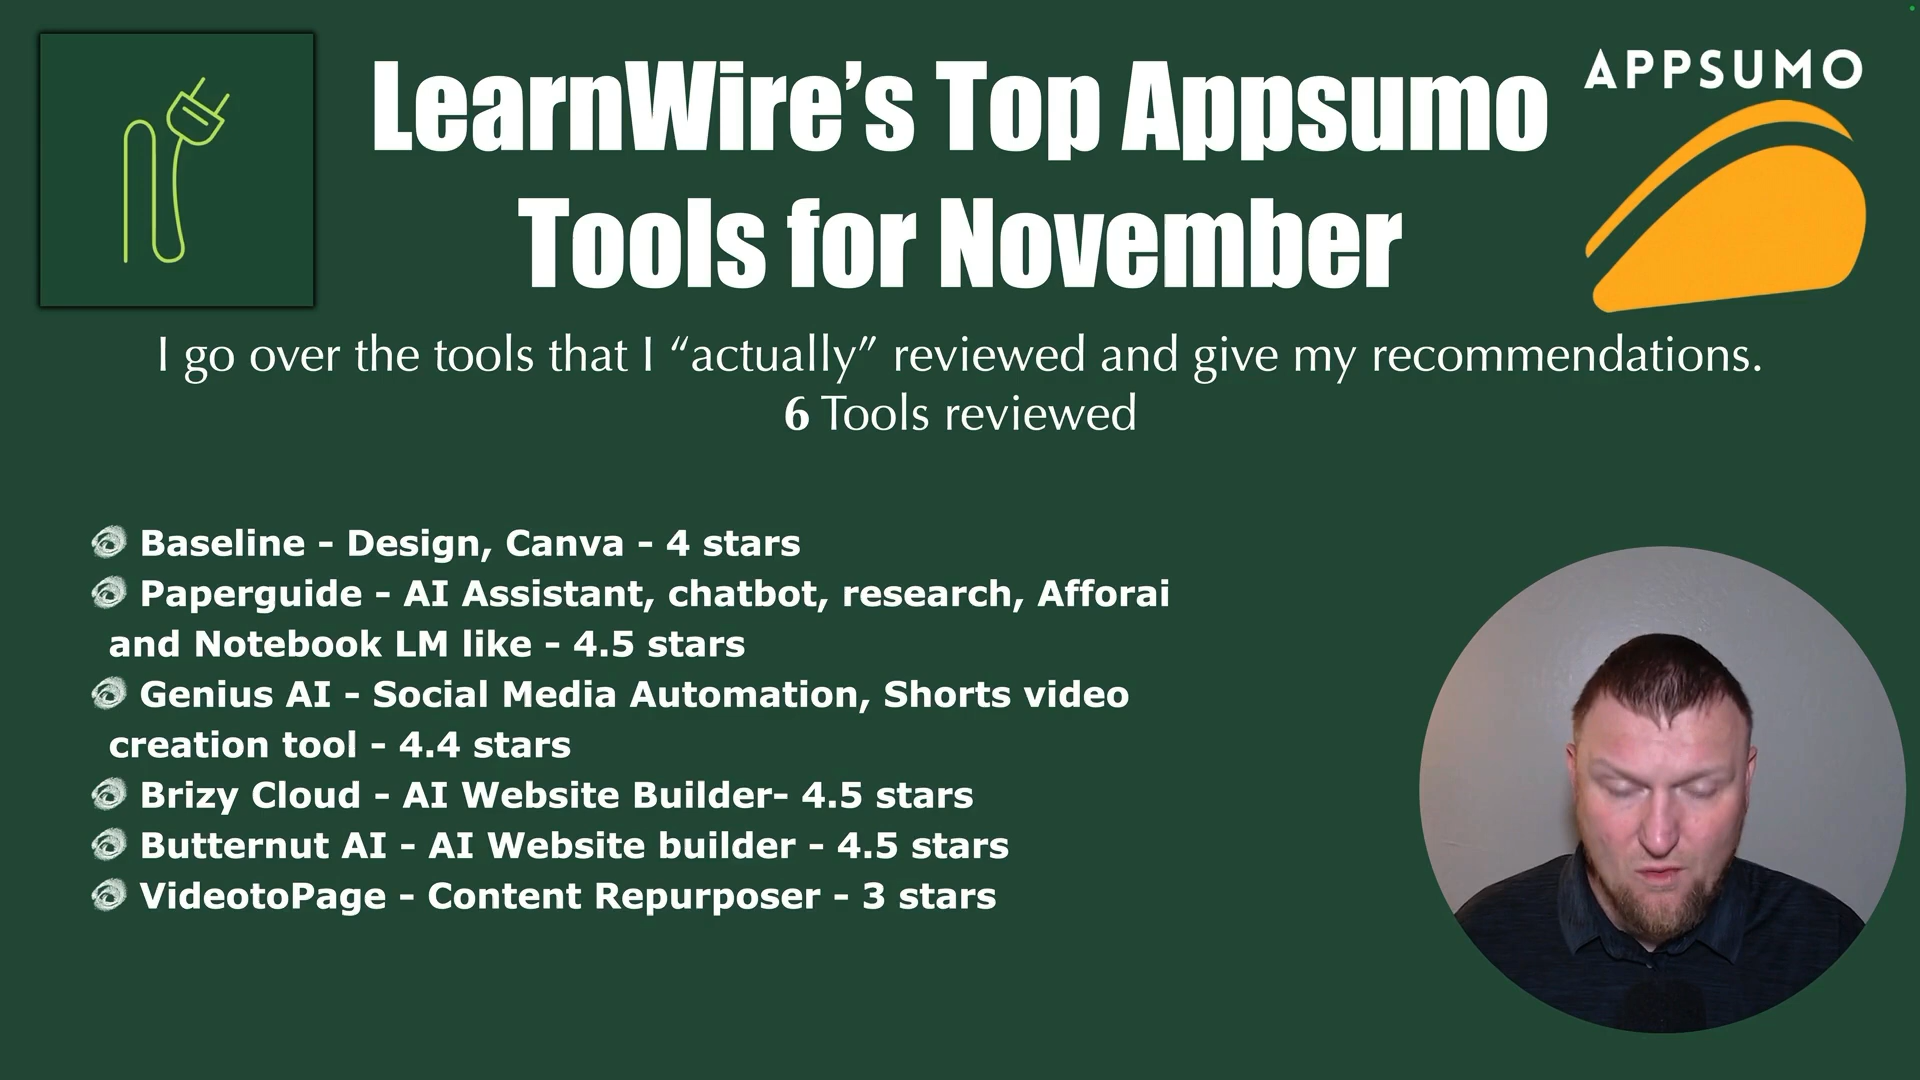 LearnWire’s Top Appsumo
Tools for November
APPSUMO
I go over the tools that I “actually” reviewed and give my recommendations.
6 Tools reviewed
Baseline - Design, Canva - 4 stars
Paperguide - AI Assistant, chatbot, research, Afforai
and Notebook LM like - 4.5 stars
Genius AI - Social Media Automation, Shorts video
creation tool - 4.4 stars
Brizy Cloud - AI Website Builder- 4.5 stars
Butternut AI - AI Website builder - 4.5 stars
VideotoPage - Content Repurposer - 3 stars